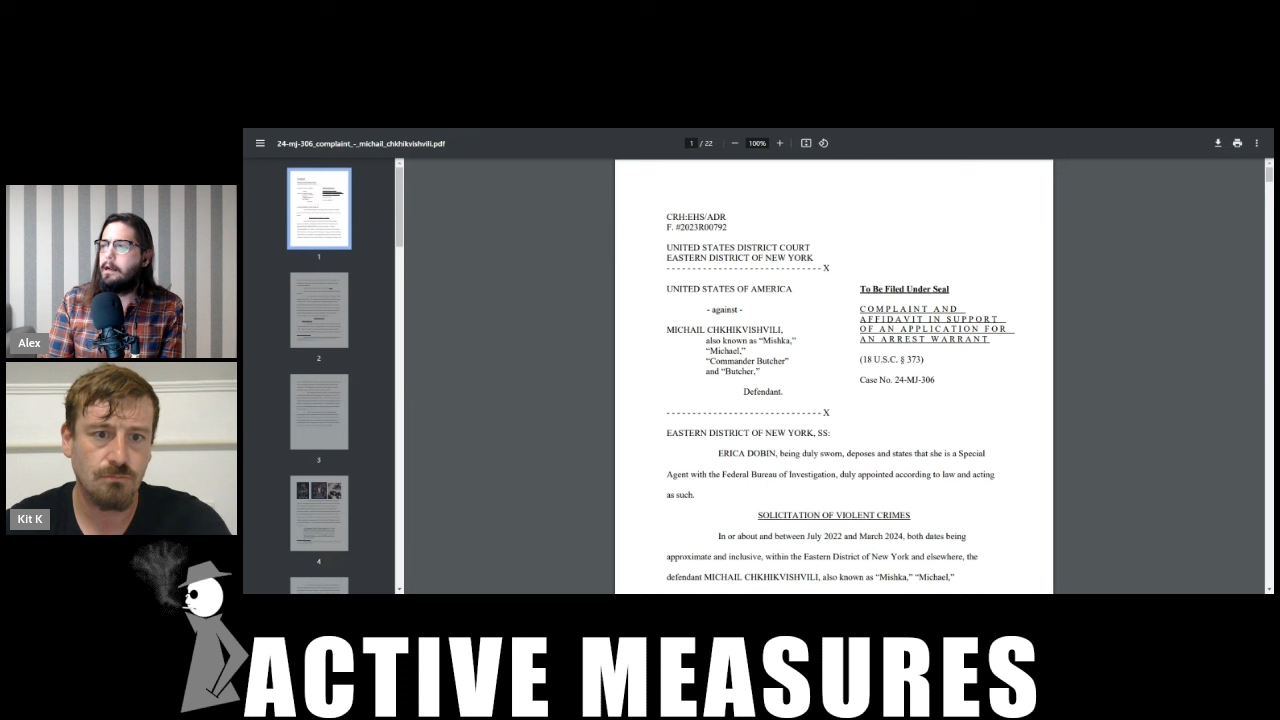 24-mj-306_complaint_-_michail_chkhikvishvili.pdf
1 / 22
100%
1
2
3
4
Alex
Kit K
CRH:EHS/ADR
F. #2023R00792
UNITED STATES DISTRICT COURT
EASTERN DISTRICT OF NEW YORK
- - - - - - - - - - - - - - - - - - - - - - - - - - - - - - X
UNITED STATES OF AMERICA
- against -
MICHAIL CHKHIKVISHVILI,
also known as “Mishka,”
“Michael,”
“Commander Butcher”
and “Butcher,”
Defendant.
- - - - - - - - - - - - - - - - - - - - - - - - - - - - - - X
To Be Filed Under Seal
COMPLAINT AND
AFFIDAVIT IN SUPPORT
OF AN APPLICATION FOR
AN ARREST WARRANT
(18 U.S.C. § 373)
Case No. 24-MJ-306
EASTERN DISTRICT OF NEW YORK, SS:
ERICA DOBIN, being duly sworn, deposes and states that she is a Special
Agent with the Federal Bureau of Investigation, duly appointed according to law and acting
as such.
SOLICITATION OF VIOLENT CRIMES
In or about and between July 2022 and March 2024, both dates being
approximate and inclusive, within the Eastern District of New York and elsewhere, the
defendant MICHAIL CHKHIKVISHVILI, also known as “Mishka,” “Michael,”
ACTIVE MEASURES